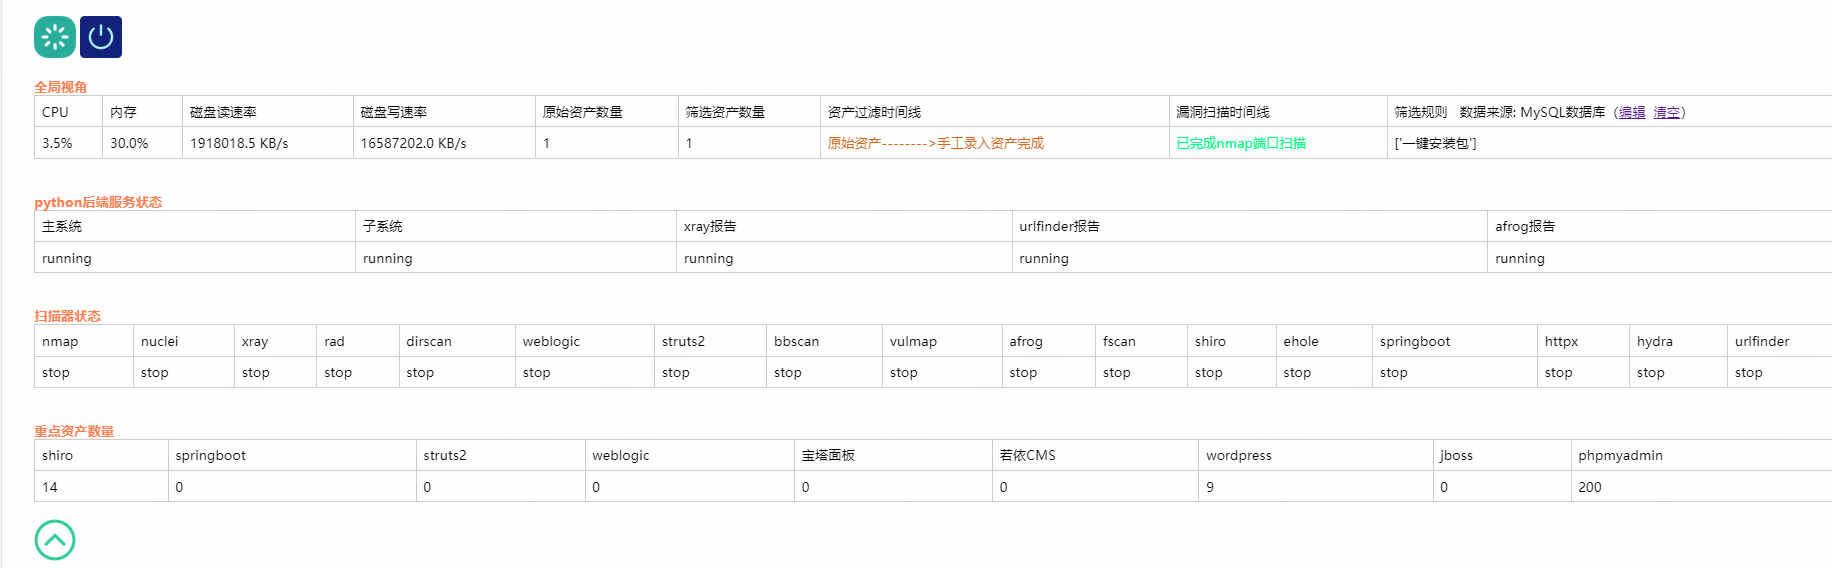 全局视角
CPU 内存 磁盘读速率 磁盘写速率 原始资产数量 筛选资产数量 资产过滤时间线 漏洞扫描时间线 筛选规则 数据来源: MySQL数据库（编辑 清空）
3.5% 30.0% 1918018.5 KB/s 16587202.0 KB/s 1 1 原始资产-------->手工录入资产完成 已完成nmap端口扫描 ['一键安装包']
python后端服务状态
主系统 子系统 xray报告 urlfinder报告 afrog报告
running running running running running
扫描器状态
nmap nuclei xray rad dirscan weblogic struts2 bbscan vulmap afrog fscan shiro ehole springboot httpx hydra urlfinder
stop stop stop stop stop stop stop stop stop stop stop stop stop stop stop stop stop
重点资产数量
shiro springboot struts2 weblogic 宝塔面板 若依CMS wordpress jboss phpmyadmin
14 0 0 0 0 0 9 0 200